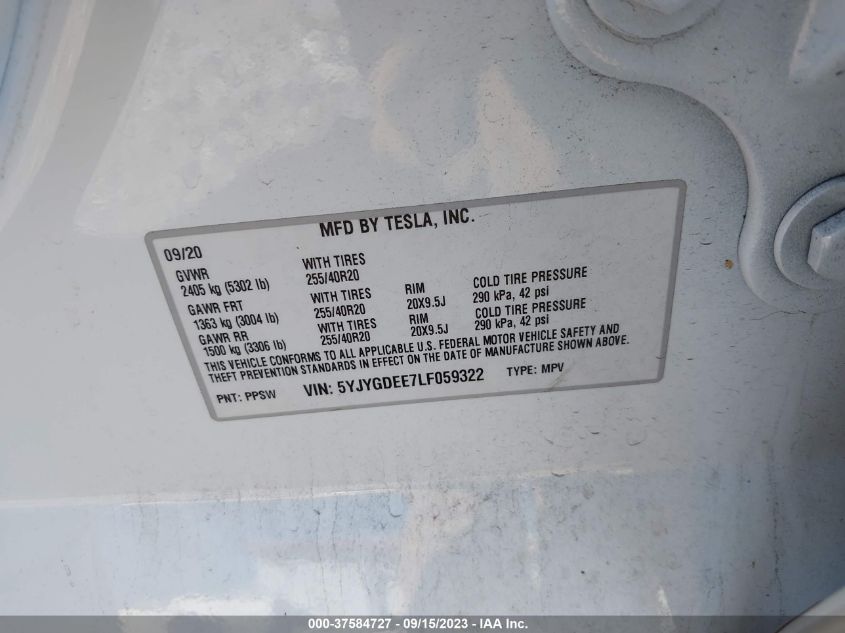 MFD BY TESLA, INC.
09/20
GVWR WITH TIRES
2405 kg (5302 lb) 255/40R20
GAWR FRT WITH TIRES RIM COLD TIRE PRESSURE
1363 kg (3004 lb) 255/40R20 20X9.5J 290 kPa, 42 psi
GAWR RR WITH TIRES RIM COLD TIRE PRESSURE
1500 kg (3306 lb) 255/40R20 20X9.5J 290 kPa, 42 psi
THIS VEHICLE CONFORMS TO ALL APPLICABLE U.S. FEDERAL MOTOR VEHICLE SAFETY AND
THEFT PREVENTION STANDARDS IN EFFECT ON THE DATE OF MANUFACTURE SHOWN ABOVE.
PNT: PPSW VIN: 5YJYGDEE7LF059322 TYPE: MPV
000-37584727 - 09/15/2023 - IAA Inc.